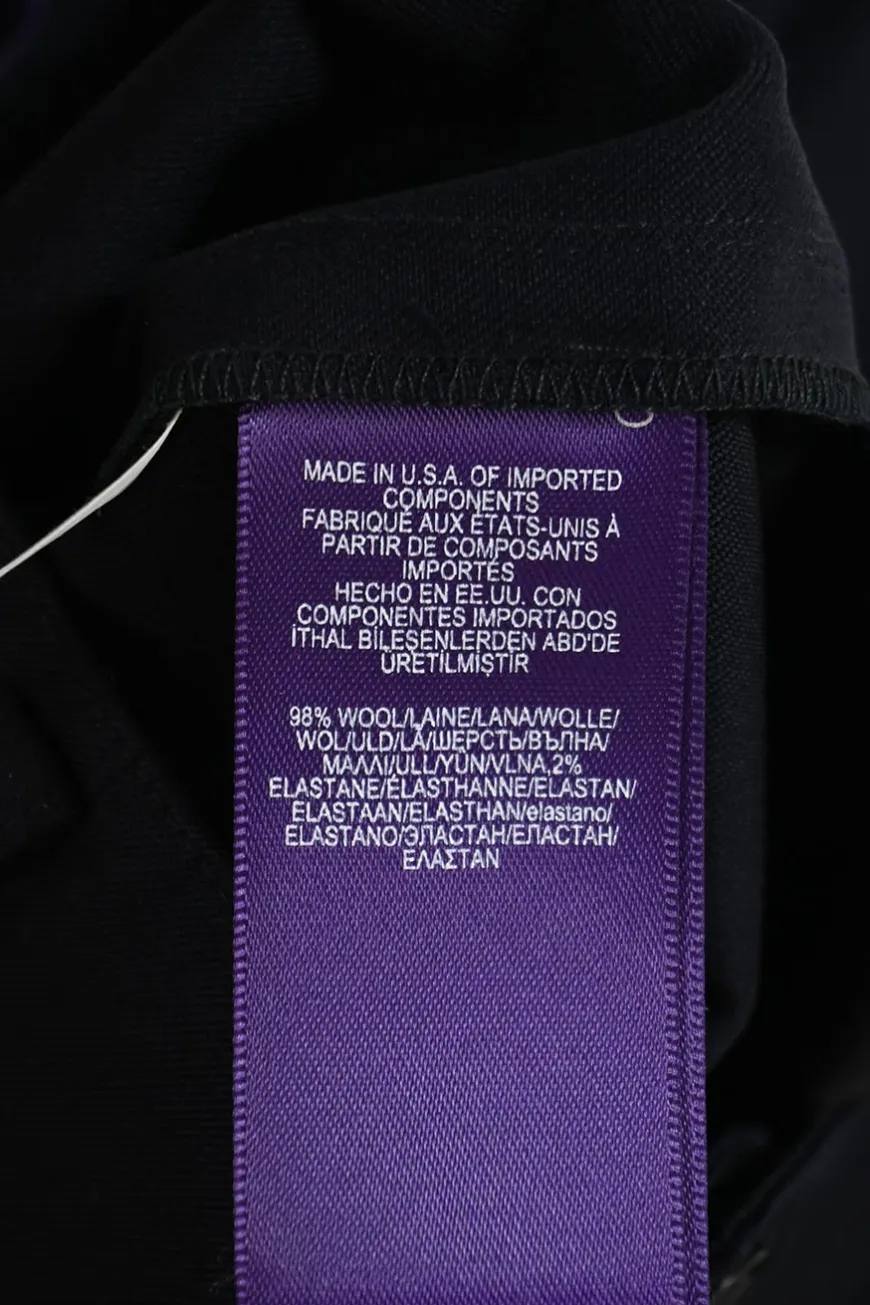 MADE IN U.S.A. OF IMPORTED
COMPONENTS
FABRIQUÉ AUX ÉTATS-UNIS À
PARTIR DE COMPOSANTS
IMPORTÉS
HECHO EN EE.UU. CON
COMPONENTES IMPORTADOS
İTHAL BİLEŞENLERDEN ABD'DE
ÜRETİLMİŞTİR
98% WOOL/LAINE/LANA/WOLLE/
WOL/ULD/LÃ/ШЕРСТЬ/ВЪЛНА/
ΜΑΛΛΙ/ULL/YÜN/VLNA,2%
ELASTANE/ÉLASTHANNE/ELASTAN/
ELASTAAN/ELASTHAN/elastano/
ELASTANO/ЭЛАСТАН/ЕЛАСТАН/
ΕΛΑΣΤΑΝ